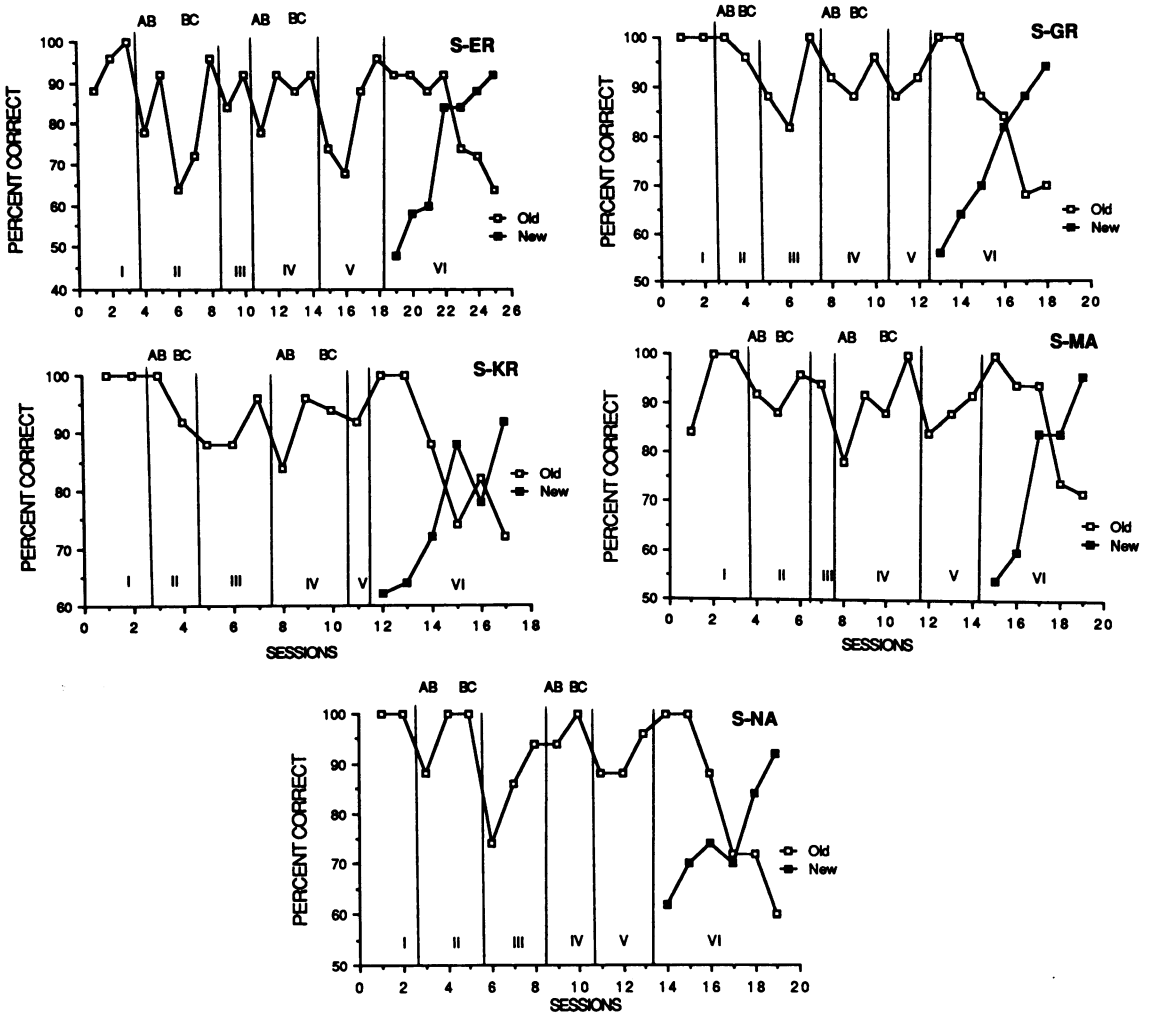 AB BC AB BC
S-ER
PERCENT CORRECT
100
90
80
70
60
50
40
Old
New
I II III IV V VI
0 2 4 6 8 10 12 14 16 18 20 22 24 26
AB BC AB BC
S-GR
PERCENT CORRECT
100
90
80
70
60
50
Old
New
I II III IV V VI
0 2 4 6 8 10 12 14 16 18 20
AB BC AB BC
S-KR
PERCENT CORRECT
100
90
80
70
60
Old
New
I II III IV V VI
0 2 4 6 8 10 12 14 16 18
SESSIONS
AB BC AB BC
S-MA
PERCENT CORRECT
100
90
80
70
60
50
Old
New
I II III IV V VI
0 2 4 6 8 10 12 14 16 18 20
SESSIONS
AB BC AB BC
S-NA
PERCENT CORRECT
100
90
80
70
60
50
Old
New
I II III IV V VI
0 2 4 6 8 10 12 14 16 18 20
SESSIONS